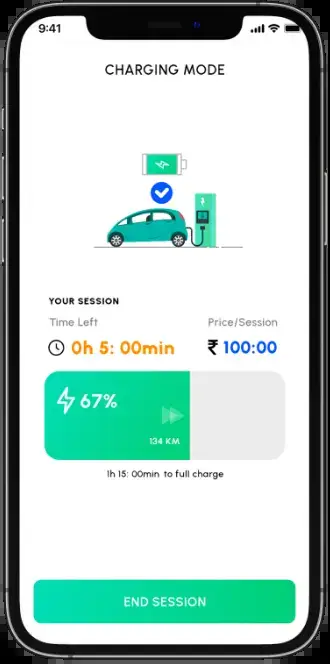 9:41
CHARGING MODE
YOUR SESSION
Time Left Price/Session
0h 5: 00min ₹ 100:00
67%
134 KM
1h 15: 00min to full charge
END SESSION